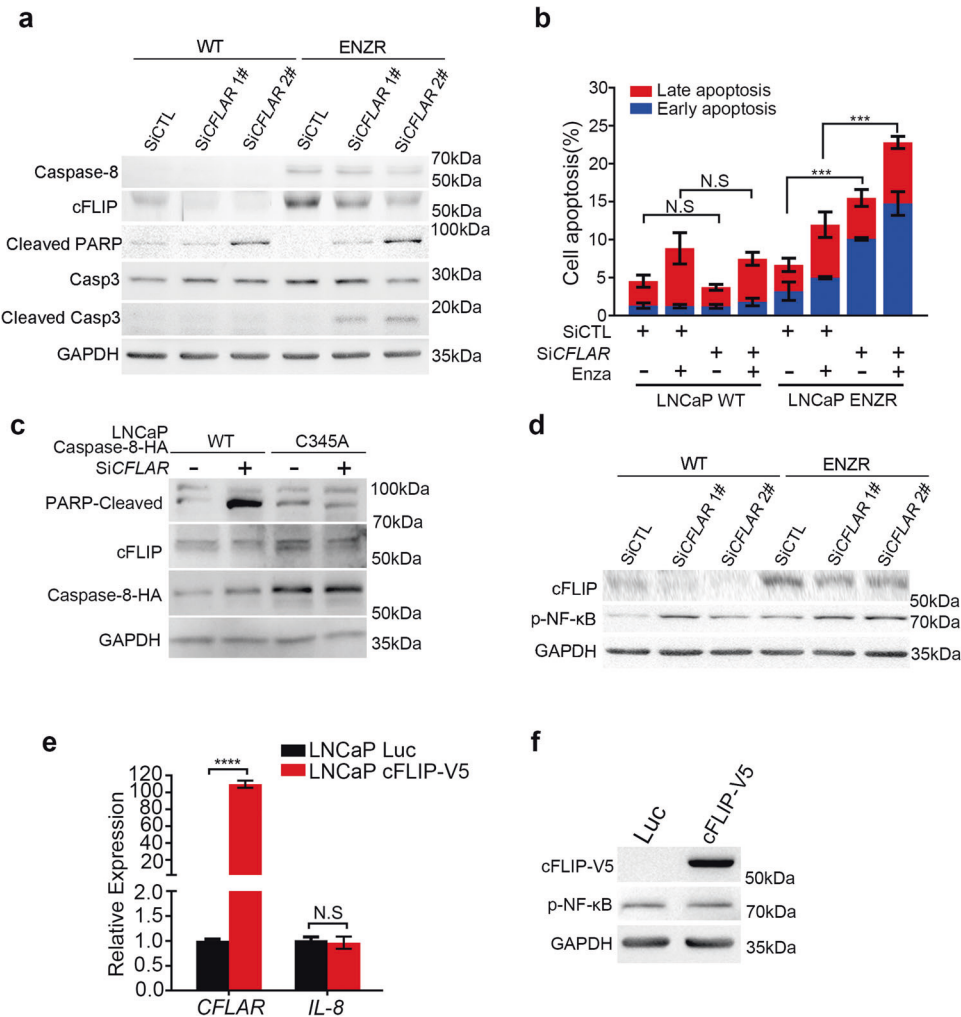 a
WT ENZR
SiCTL SiCFLAR 1# SiCFLAR 2# SiCTL SiCFLAR 1# SiCFLAR 2#
Caspase-8 70kDa
50kDa
cFLIP 50kDa
Cleaved PARP 100kDa
Casp3 30kDa
Cleaved Casp3 20kDa
GAPDH 35kDa
b
Late apoptosis
Early apoptosis
Cell apoptosis(%)
30
25
20
15
10
5
0
N.S N.S *** ***
SiCTL + + + +
SiCFLAR + + + +
Enza - + - + - + - +
LNCaP WT LNCaP ENZR
c
LNCaP
Caspase-8-HA WT C345A
SiCFLAR - + - +
PARP-Cleaved 100kDa
70kDa
cFLIP 50kDa
Caspase-8-HA
50kDa
GAPDH 35kDa
d
WT ENZR
SiCTL SiCFLAR 1# SiCFLAR 2# SiCTL SiCFLAR 1# SiCFLAR 2#
cFLIP 50kDa
p-NF-κB 70kDa
GAPDH 35kDa
e
LNCaP Luc
LNCaP cFLIP-V5
Relative Expression
120
100
80
60
40
20
2.0
1.5
1.0
0.5
0.0
**** N.S
CFLAR IL-8
f
Luc cFLIP-V5
cFLIP-V5 50kDa
p-NF-κB 70kDa
GAPDH 35kDa